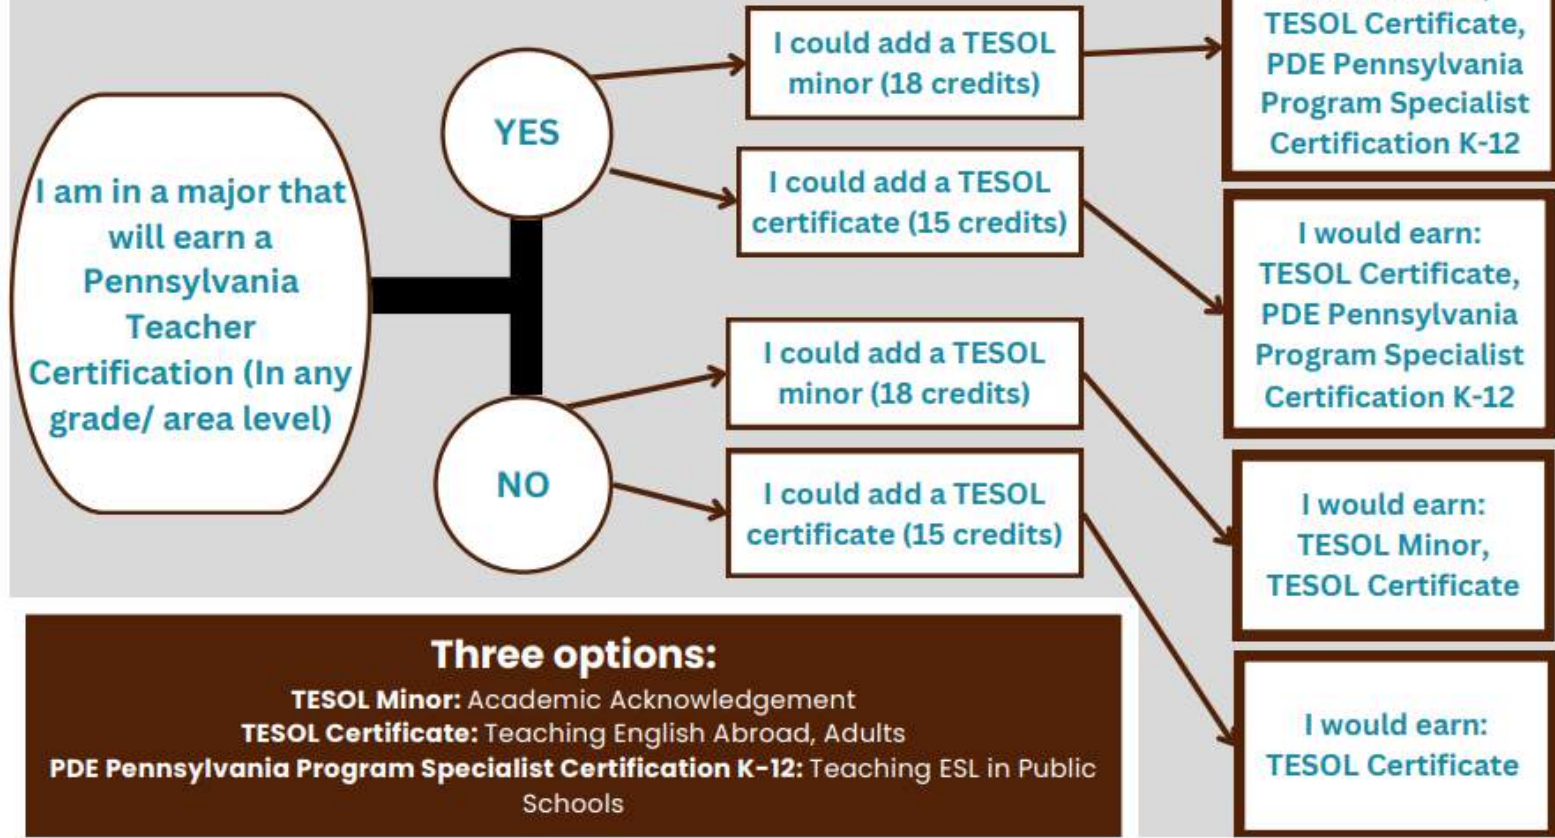 I am in a major that
will earn a
Pennsylvania
Teacher
Certification (In any
grade/ area level)
YES
I could add a TESOL
minor (18 credits)
TESOL Certificate,
PDE Pennsylvania
Program Specialist
Certification K-12
I could add a TESOL
certificate (15 credits)
I would earn:
TESOL Certificate,
PDE Pennsylvania
Program Specialist
Certification K-12
NO
I could add a TESOL
minor (18 credits)
I would earn:
TESOL Minor,
TESOL Certificate
I could add a TESOL
certificate (15 credits)
I would earn:
TESOL Certificate
Three options:
TESOL Minor: Academic Acknowledgement
TESOL Certificate: Teaching English Abroad, Adults
PDE Pennsylvania Program Specialist Certification K-12: Teaching ESL in Public
Schools